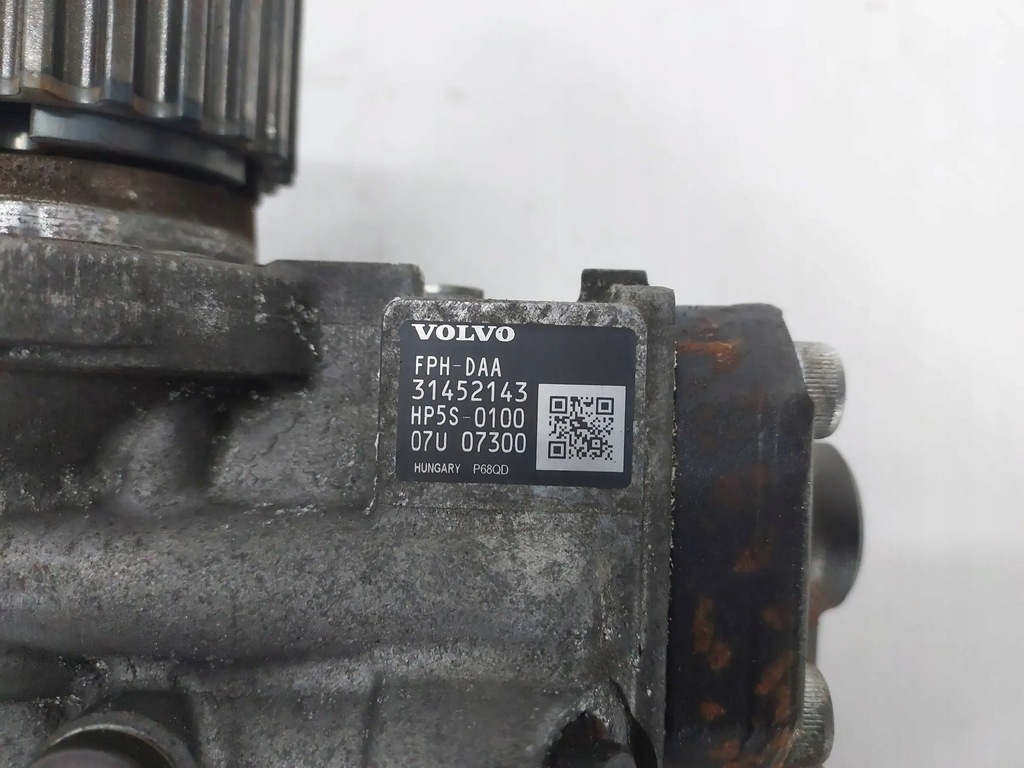 VOLVO
FPH-DAA
31452143
HP5S-0100
07U 07300
HUNGARY P68QD